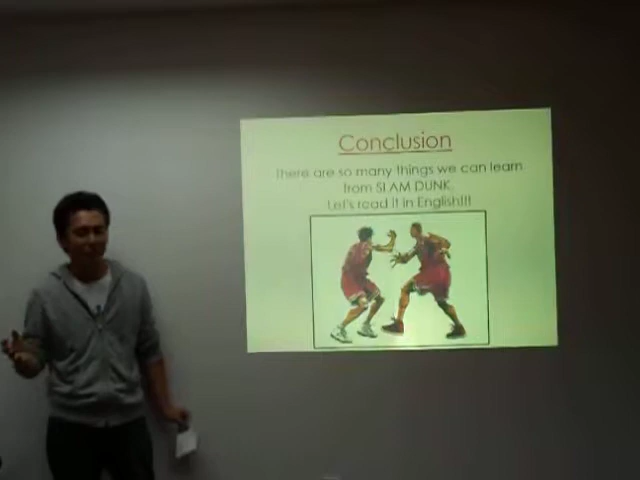 Conclusion
There are so many things we can learn
from SLAM DUNK.
Let's read it in English!!!